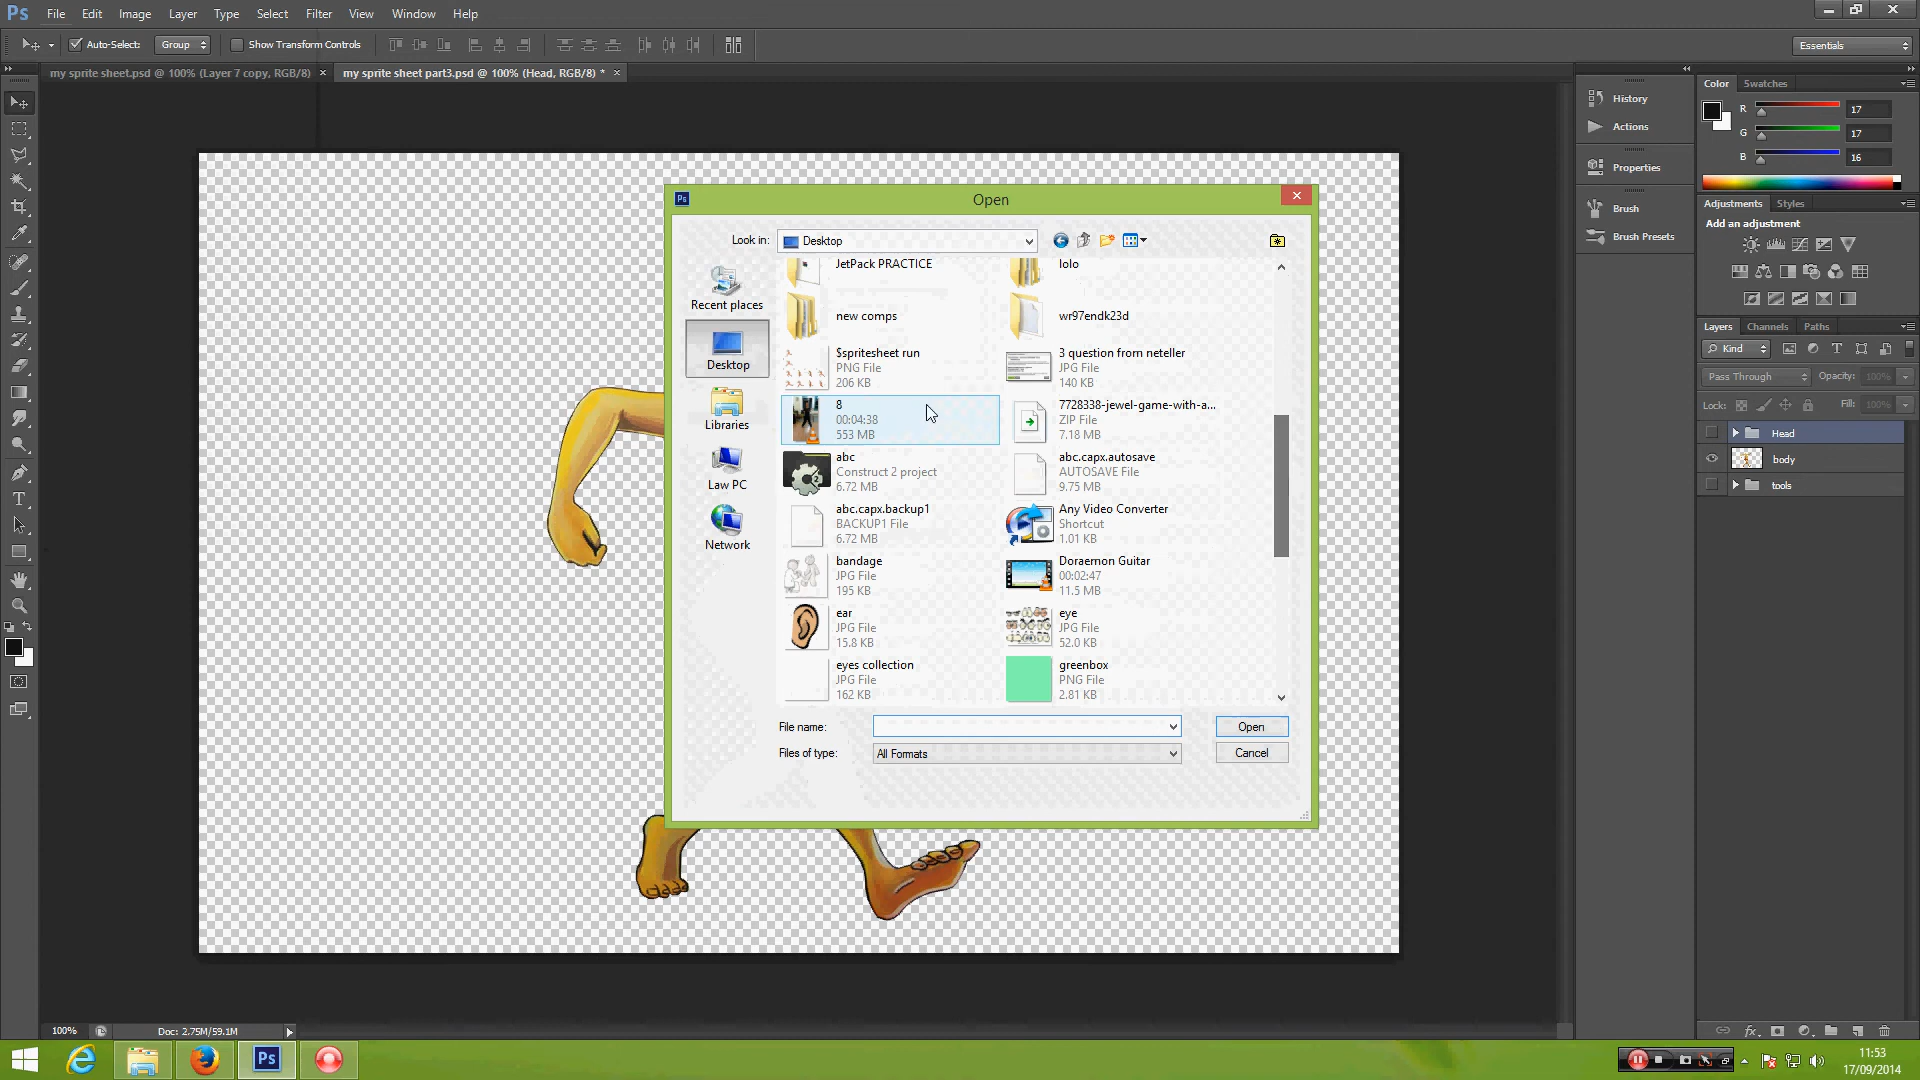 Ps File Edit Image Layer Type Select Filter View Window Help
Auto-Select: Group Show Transform Controls Essentials
my sprite sheet.psd @ 100% (Layer 7 copy, RGB/8) × my sprite sheet part3.psd @ 100% (Head, RGB/8) * ×
History
Actions
Properties
Brush
Brush Presets
Color Swatches
R 17
G 17
B 16
Adjustments Styles
Add an adjustment
Layers Channels Paths
Kind
Pass Through Opacity: 100%
Lock: Fill: 100%
Head
body
tools
Ps Open
Look in: Desktop
Recent places
Desktop
Libraries
Law PC
Network
JetPack PRACTICE lolo
new comps wr97endk23d
$spritesheet run 3 question from neteller
PNG File JPG File
206 KB 140 KB
8 7728338-jewel-game-with-a...
00:04:38 ZIP File
553 MB 7.18 MB
abc abc.capx.autosave
Construct 2 project AUTOSAVE File
6.72 MB 9.75 MB
abc.capx.backup1 Any Video Converter
BACKUP1 File Shortcut
6.72 MB 1.01 KB
bandage Doraemon Guitar
JPG File 00:02:47
195 KB 11.5 MB
ear eye
JPG File JPG File
15.8 KB 52.0 KB
eyes collection greenbox
JPG File PNG File
162 KB 2.81 KB
File name: Open
Files of type: All Formats Cancel
100% Doc: 2.75M/59.1M
Ps
11:53
17/09/2014